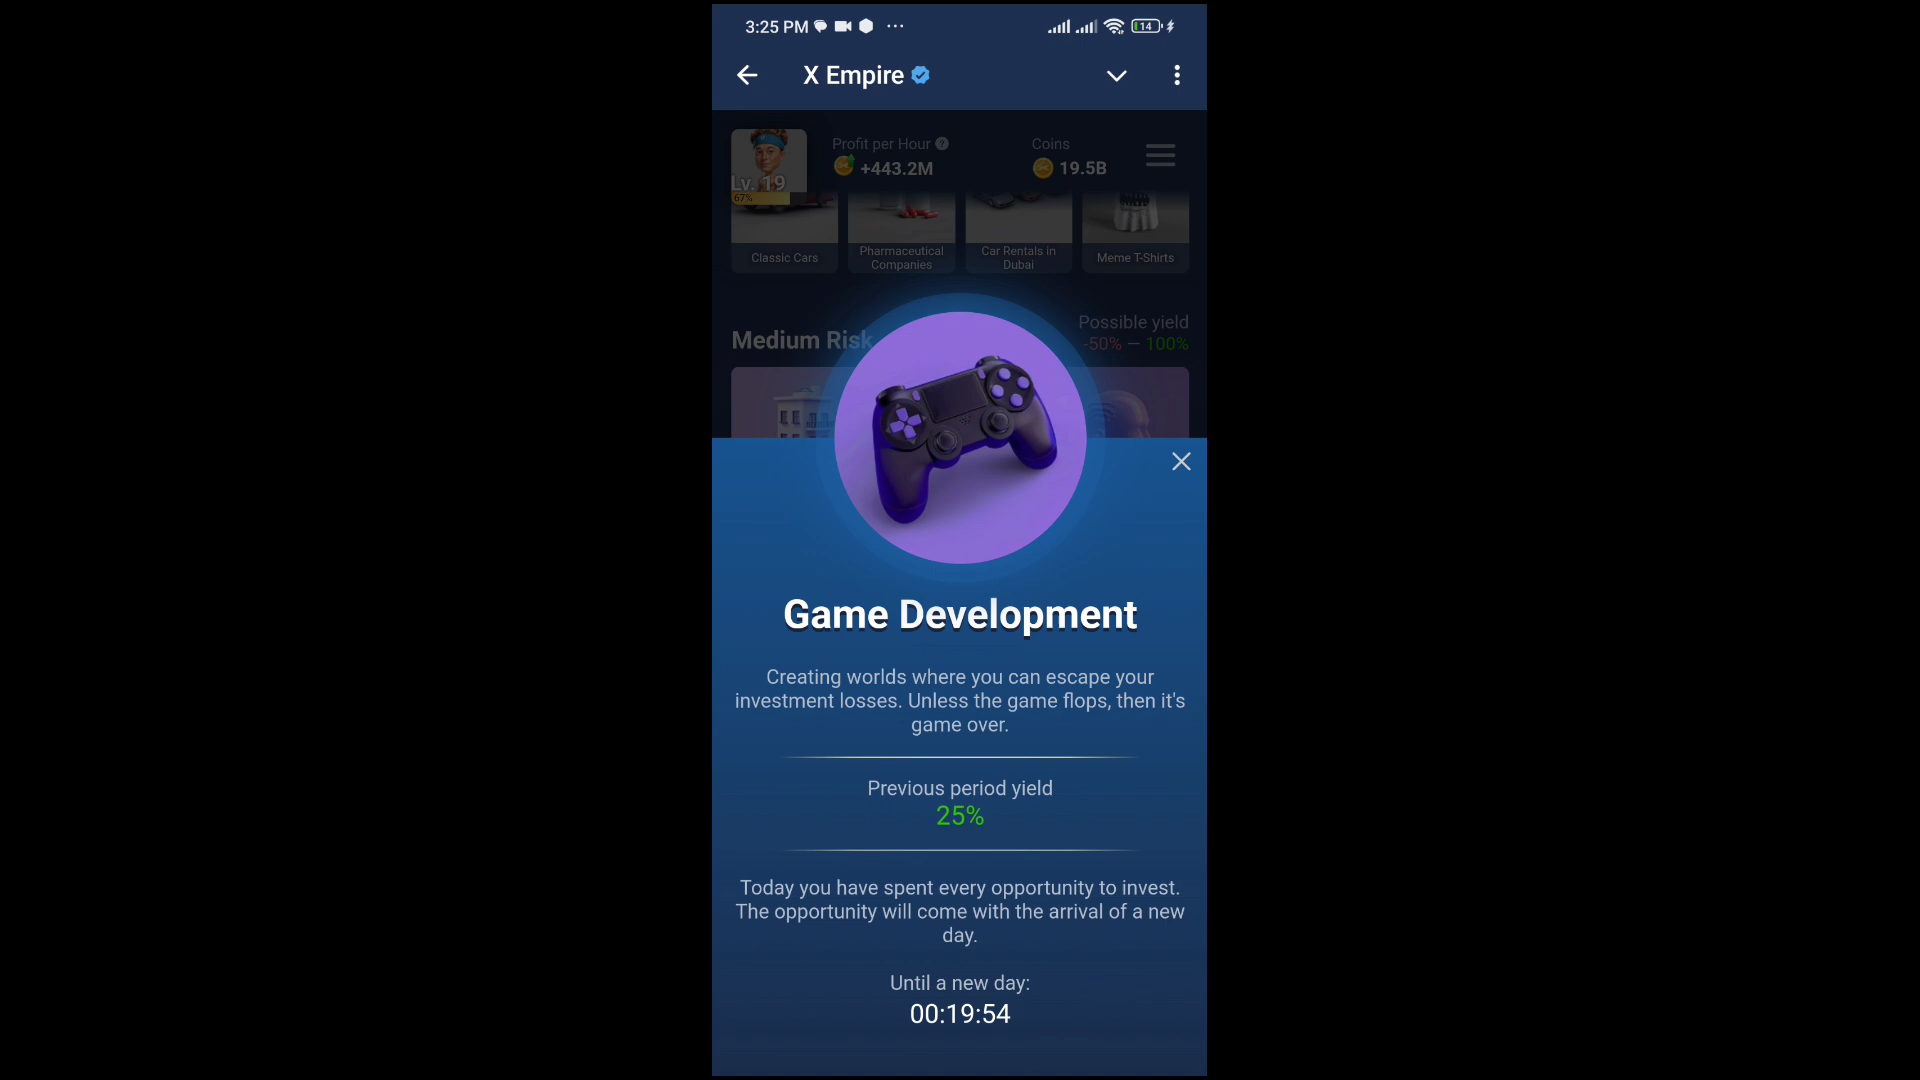 3:25 PM
14
X Empire
Profit per Hour ?
Coins
+443.2M
19.5B
Lv. 19
67%
Classic Cars
Pharmaceutical
Companies
Car Rentals in
Dubai
Meme T-Shirts
Medium Risk
Possible yield
-50% — 100%
Game Development
Creating worlds where you can escape your
investment losses. Unless the game flops, then it's
game over.
Previous period yield
25%
Today you have spent every opportunity to invest.
The opportunity will come with the arrival of a new
day.
Until a new day:
00:19:54